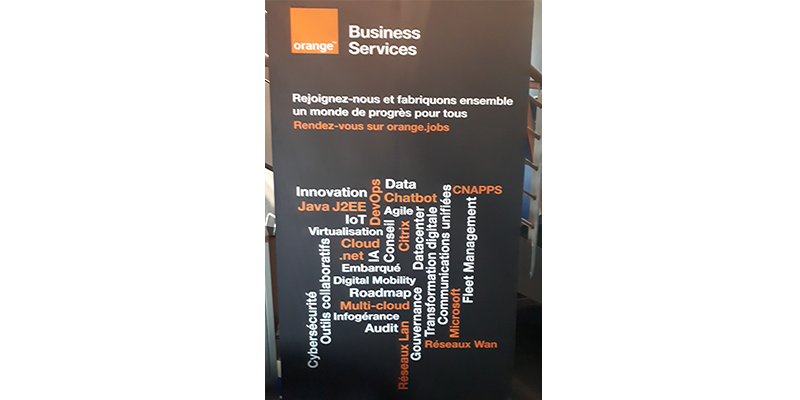 orange™
Business
Services
Rejoignez-nous et fabriquons ensemble
un monde de progrès pour tous
Rendez-vous sur orange.jobs
Innovation
DevOps
Data
Chatbot
CNAPPS
Java J2EE
IoT
Agile
Virtualisation
Cloud
.net
IA
Conseil
Citrix
Datacenter
Transformation digitale
Communications unifiées
Fleet Management
Embarqué
Digital Mobility
Roadmap
Multi-cloud
Infogérance
Audit
Cybersécurité
Outils collaboratifs
Réseaux Lan
Gouvernance
Microsoft
Réseaux Wan